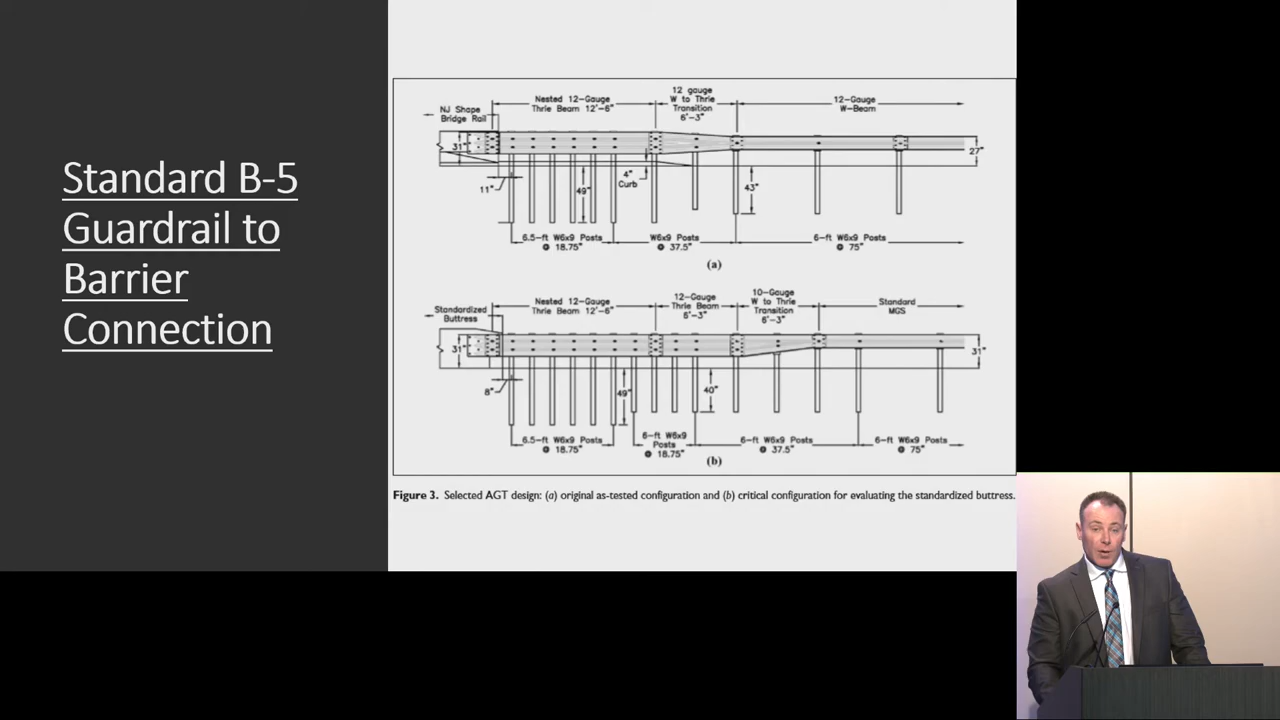 Standard B-5
Guardrail to
Barrier
Connection
NJ Shape
Bridge Rail
Nested 12-Gauge
Thrie Beam 12'-6"
12 gauge
W to Thrie
Transition
6'-3"
12-Gauge
W-Beam
31"
27"
11"
49"
4"
Curb
43"
6.5-ft W6x9 Posts
@ 18.75"
W6x9 Posts
@ 37.5"
6-ft W6x9 Posts
@ 75"
(a)
Standardized
Buttress
Nested 12-Gauge
Thrie Beam 12'-6"
12-Gauge
Thrie Beam
6'-3"
10-Gauge
W to Thrie
Transition
6'-3"
Standard
MGS
31"
31"
8"
49"
40"
6.5-ft W6x9 Posts
@ 18.75"
6-ft W6x9
Posts
@ 18.75"
6-ft W6x9 Posts
@ 37.5"
6-ft W6x9 Posts
@ 75"
(b)
Figure 3. Selected AGT design: (a) original as-tested configuration and (b) critical configuration for evaluating the standardized buttress.